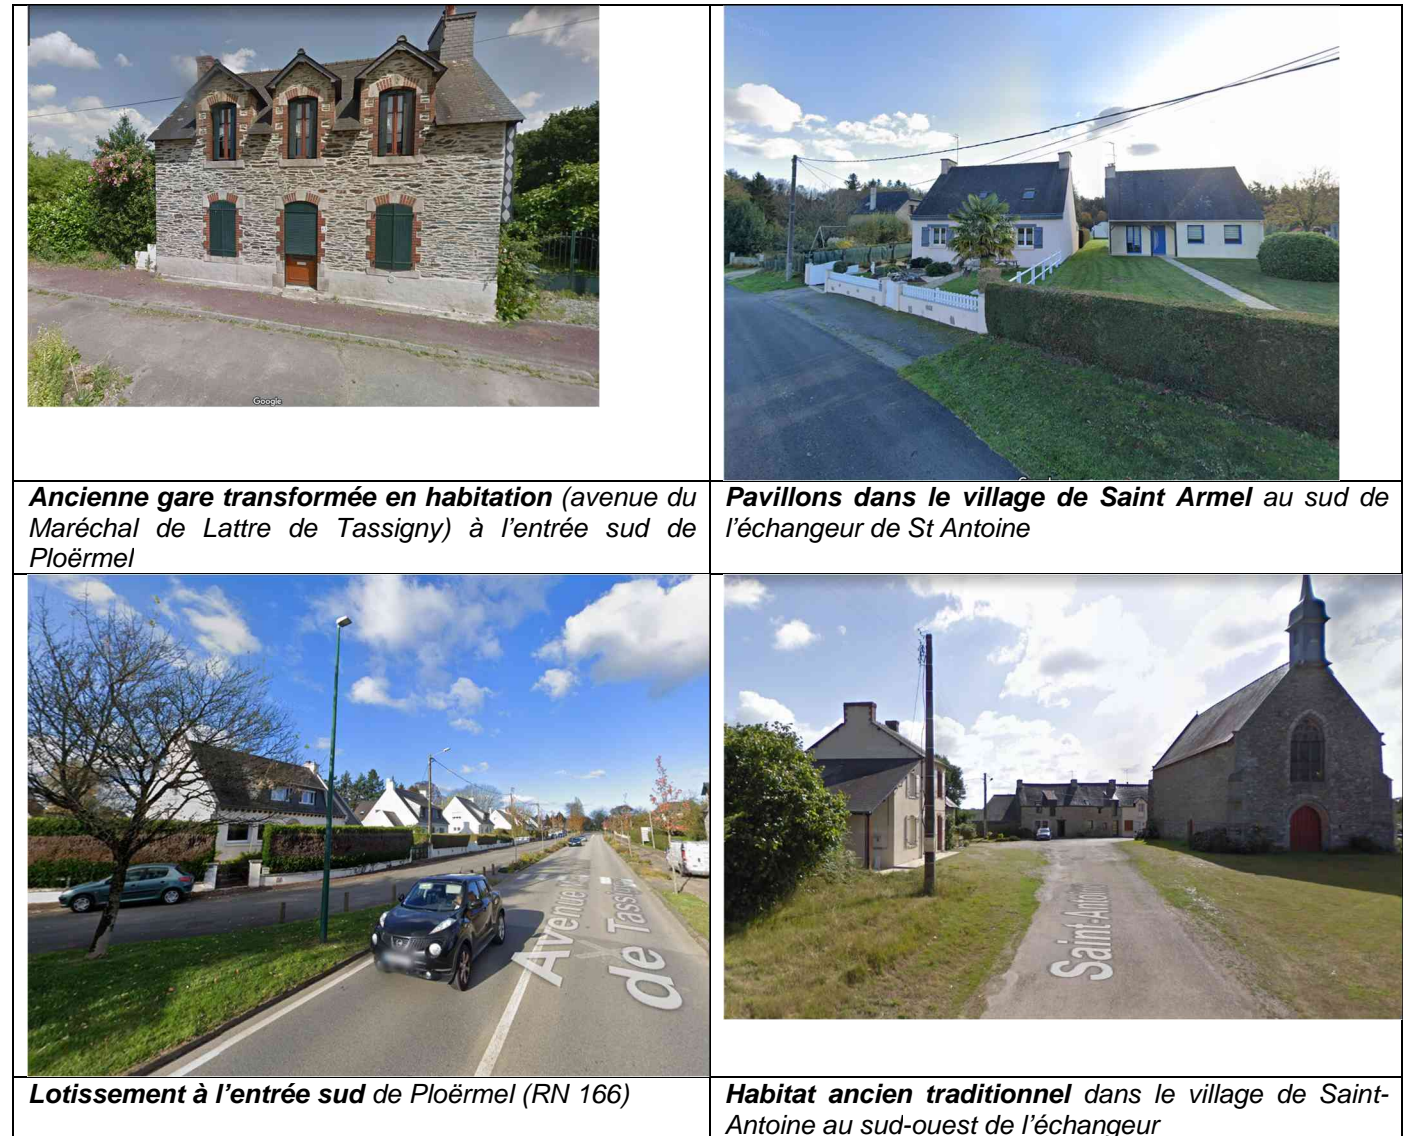 Google
Ancienne gare transformée en habitation (avenue du
Maréchal de Lattre de Tassigny) à l’entrée sud de
Ploërmel
Pavillons dans le village de Saint Armel au sud de
l’échangeur de St Antoine
Avenue
de Tassi
Lotissement à l’entrée sud de Ploërmel (RN 166)
Saint-Antoine
Habitat ancien traditionnel dans le village de Saint-
Antoine au sud-ouest de l’échangeur